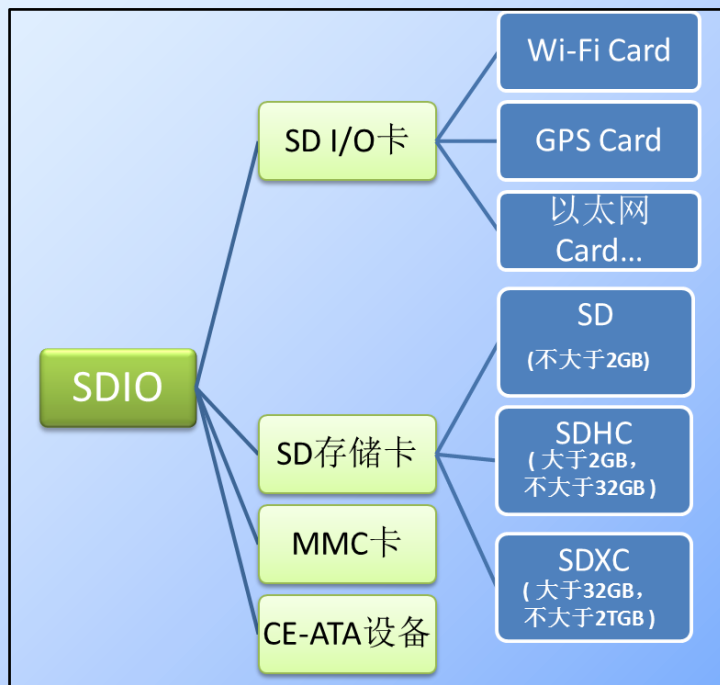 SDIO
SD I/O卡
Wi-Fi Card
GPS Card
以太网
Card...
SD存储卡
SD
(不大于2GB)
SDHC
( 大于2GB，
不大于32GB )
SDXC
( 大于32GB，
不大于2TGB )
MMC卡
CE-ATA设备